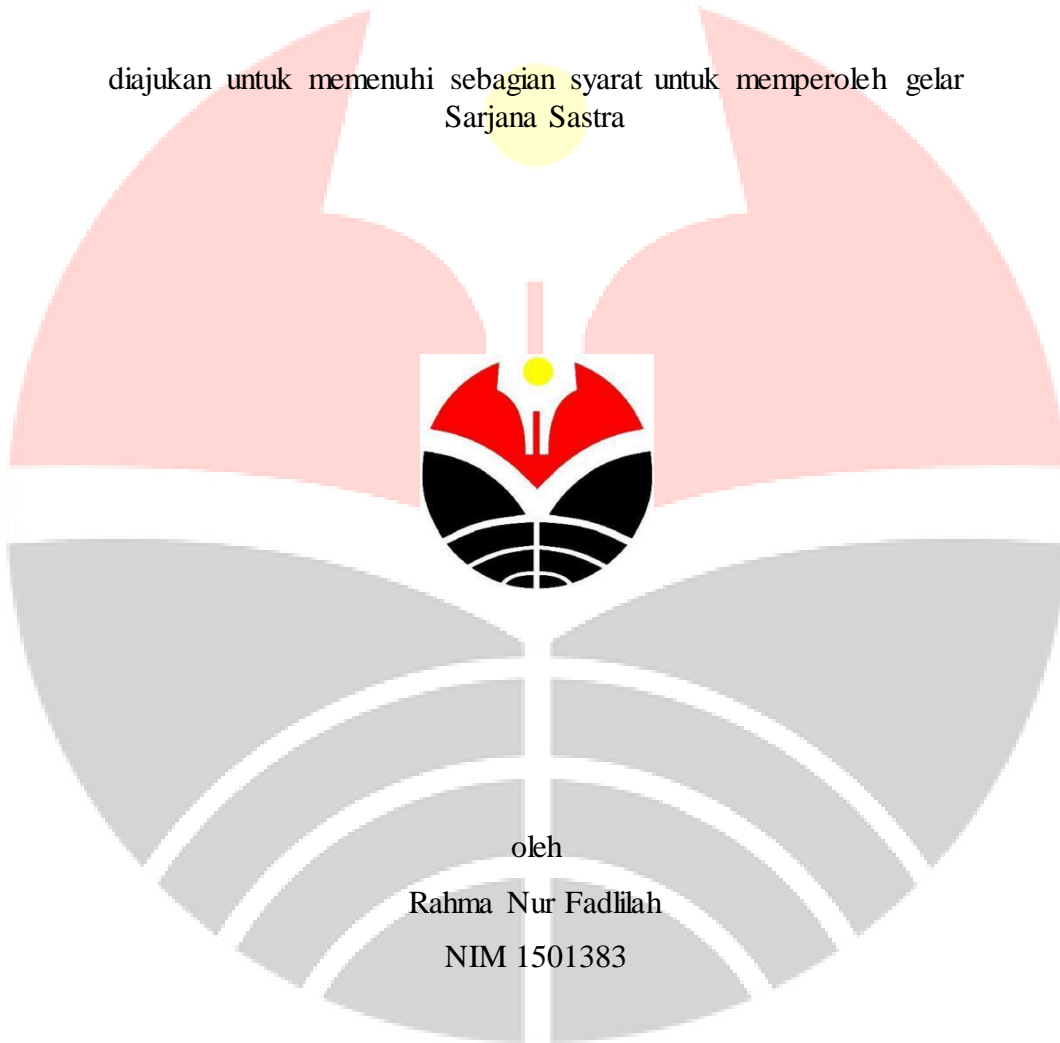 diajukan untuk memenuhi sebagian syarat untuk memperoleh gelar
Sarjana Sastra
oleh
Rahma Nur Fadlilah
NIM 1501383